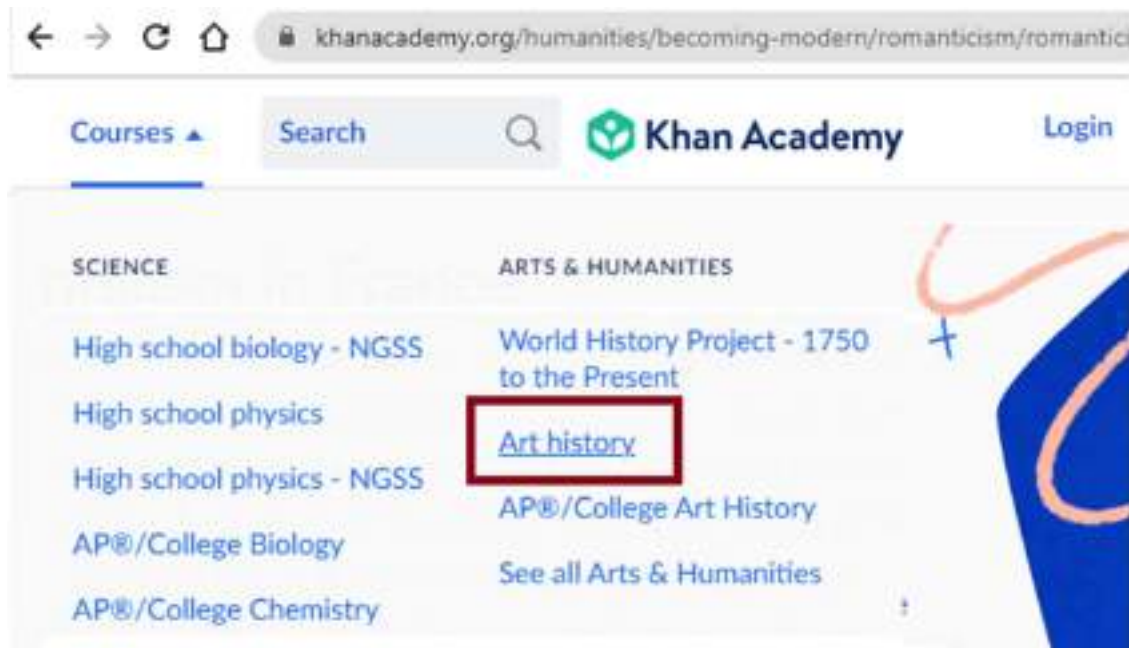 khanacademy.org/humanities/becoming-modern/romanticism/romantici
Courses Search Khan Academy Login
SCIENCE
High school biology - NGSS
High school physics
High school physics - NGSS
AP®/College Biology
AP®/College Chemistry
ARTS & HUMANITIES
World History Project - 1750
to the Present
Art history
AP®/College Art History
See all Arts & Humanities